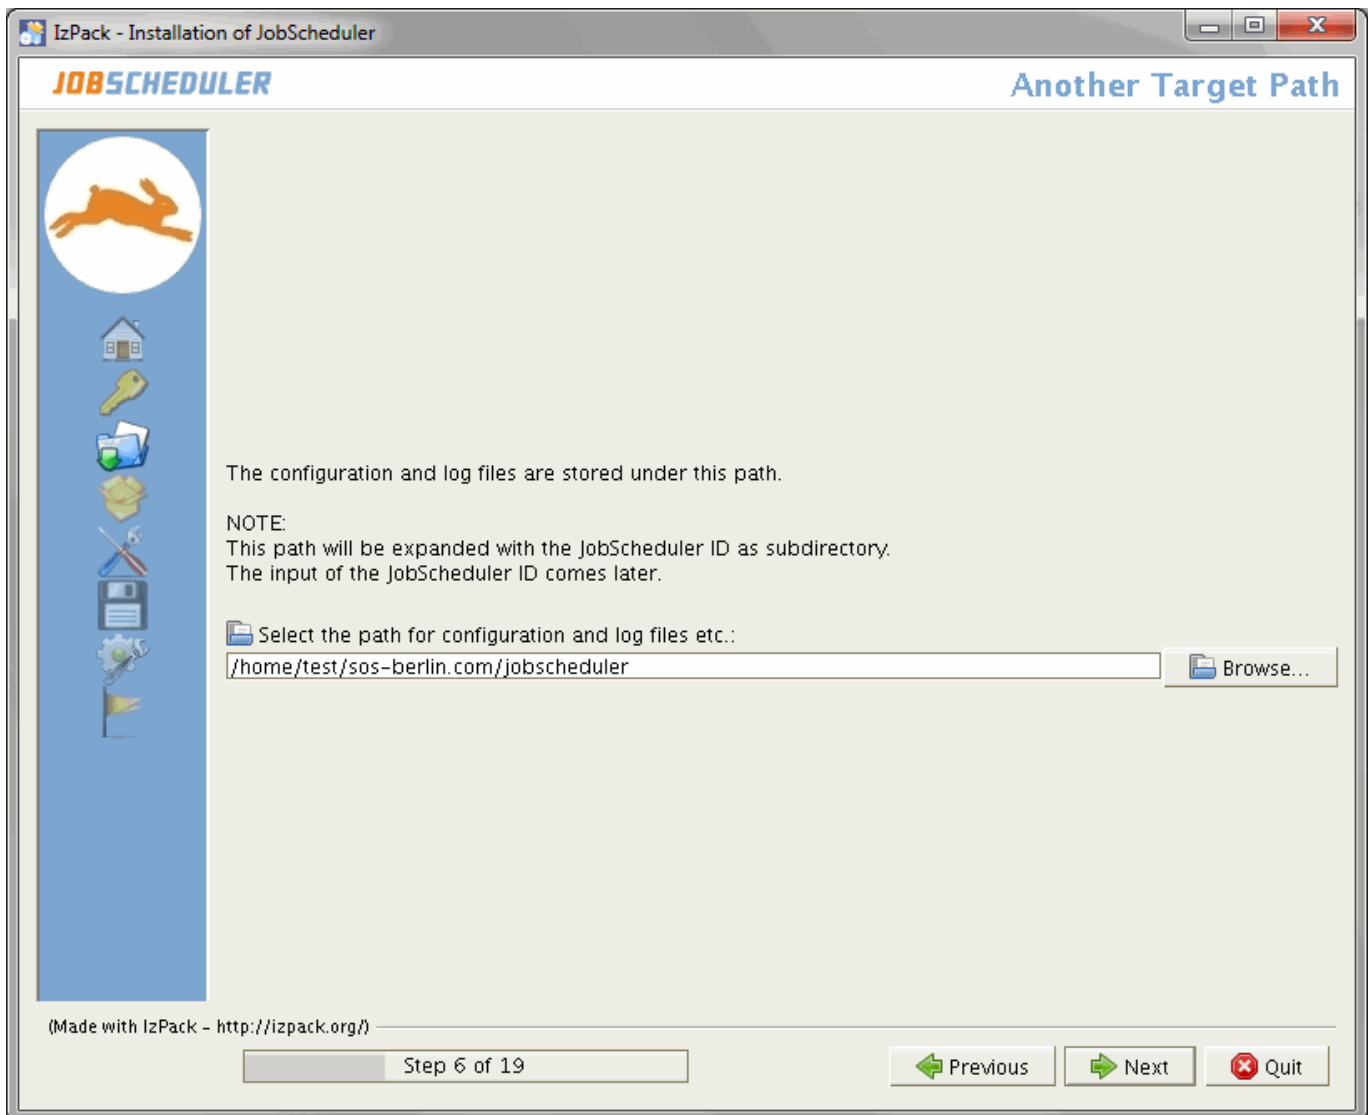 IzPack - Installation of JobScheduler
X
JOBSCHEDULER
Another Target Path
The configuration and log files are stored under this path.
NOTE:
This path will be expanded with the JobScheduler ID as subdirectory.
The input of the JobScheduler ID comes later.
Select the path for configuration and log files etc.:
/home/test/sos-berlin.com/jobscheduler
Browse...
(Made with IzPack - http://izpack.org/)
Step 6 of 19
Previous
Next
Quit